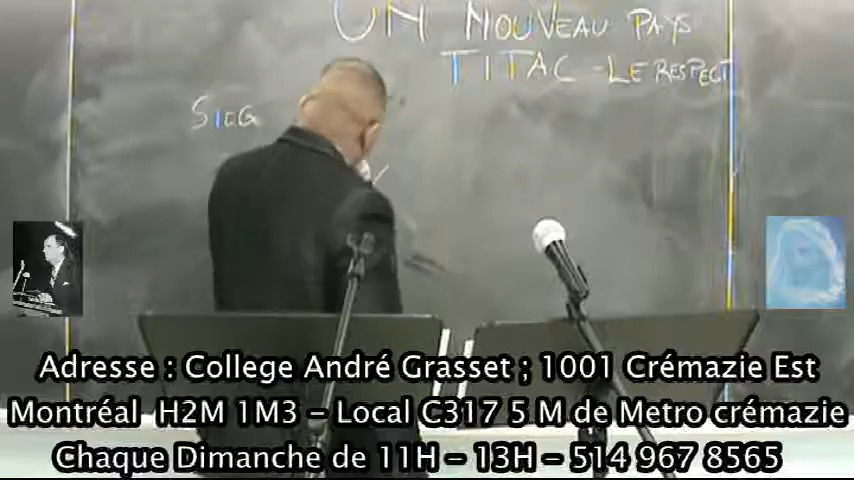 UN NOUVEAU PAYS
TITAC - LE RESPECT
Adresse : College André Grasset ; 1001 Crémazie Est
Montréal H2M 1M3 – Local C317 5 M de Metro crémazie
Chaque Dimanche de 11H – 13H – 514 967 8565